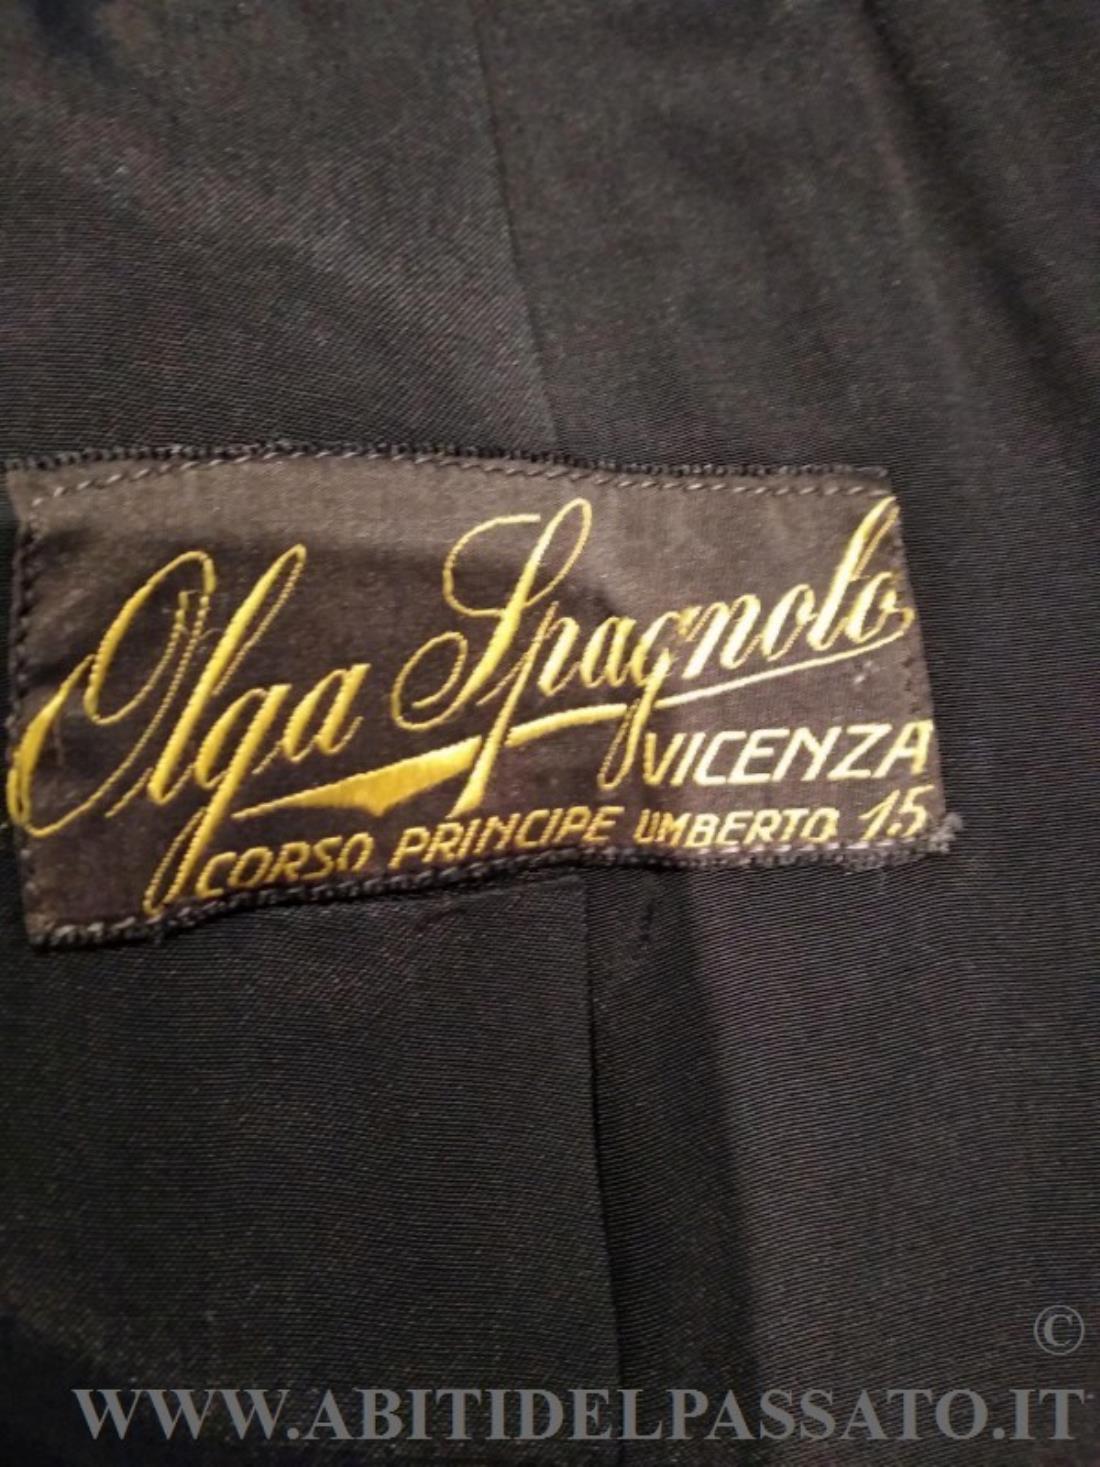 Olga Spagnolo
VICENZA
CORSO PRINCIPE UMBERTO 15
©
WWW.ABITIDELPASSATO.IT